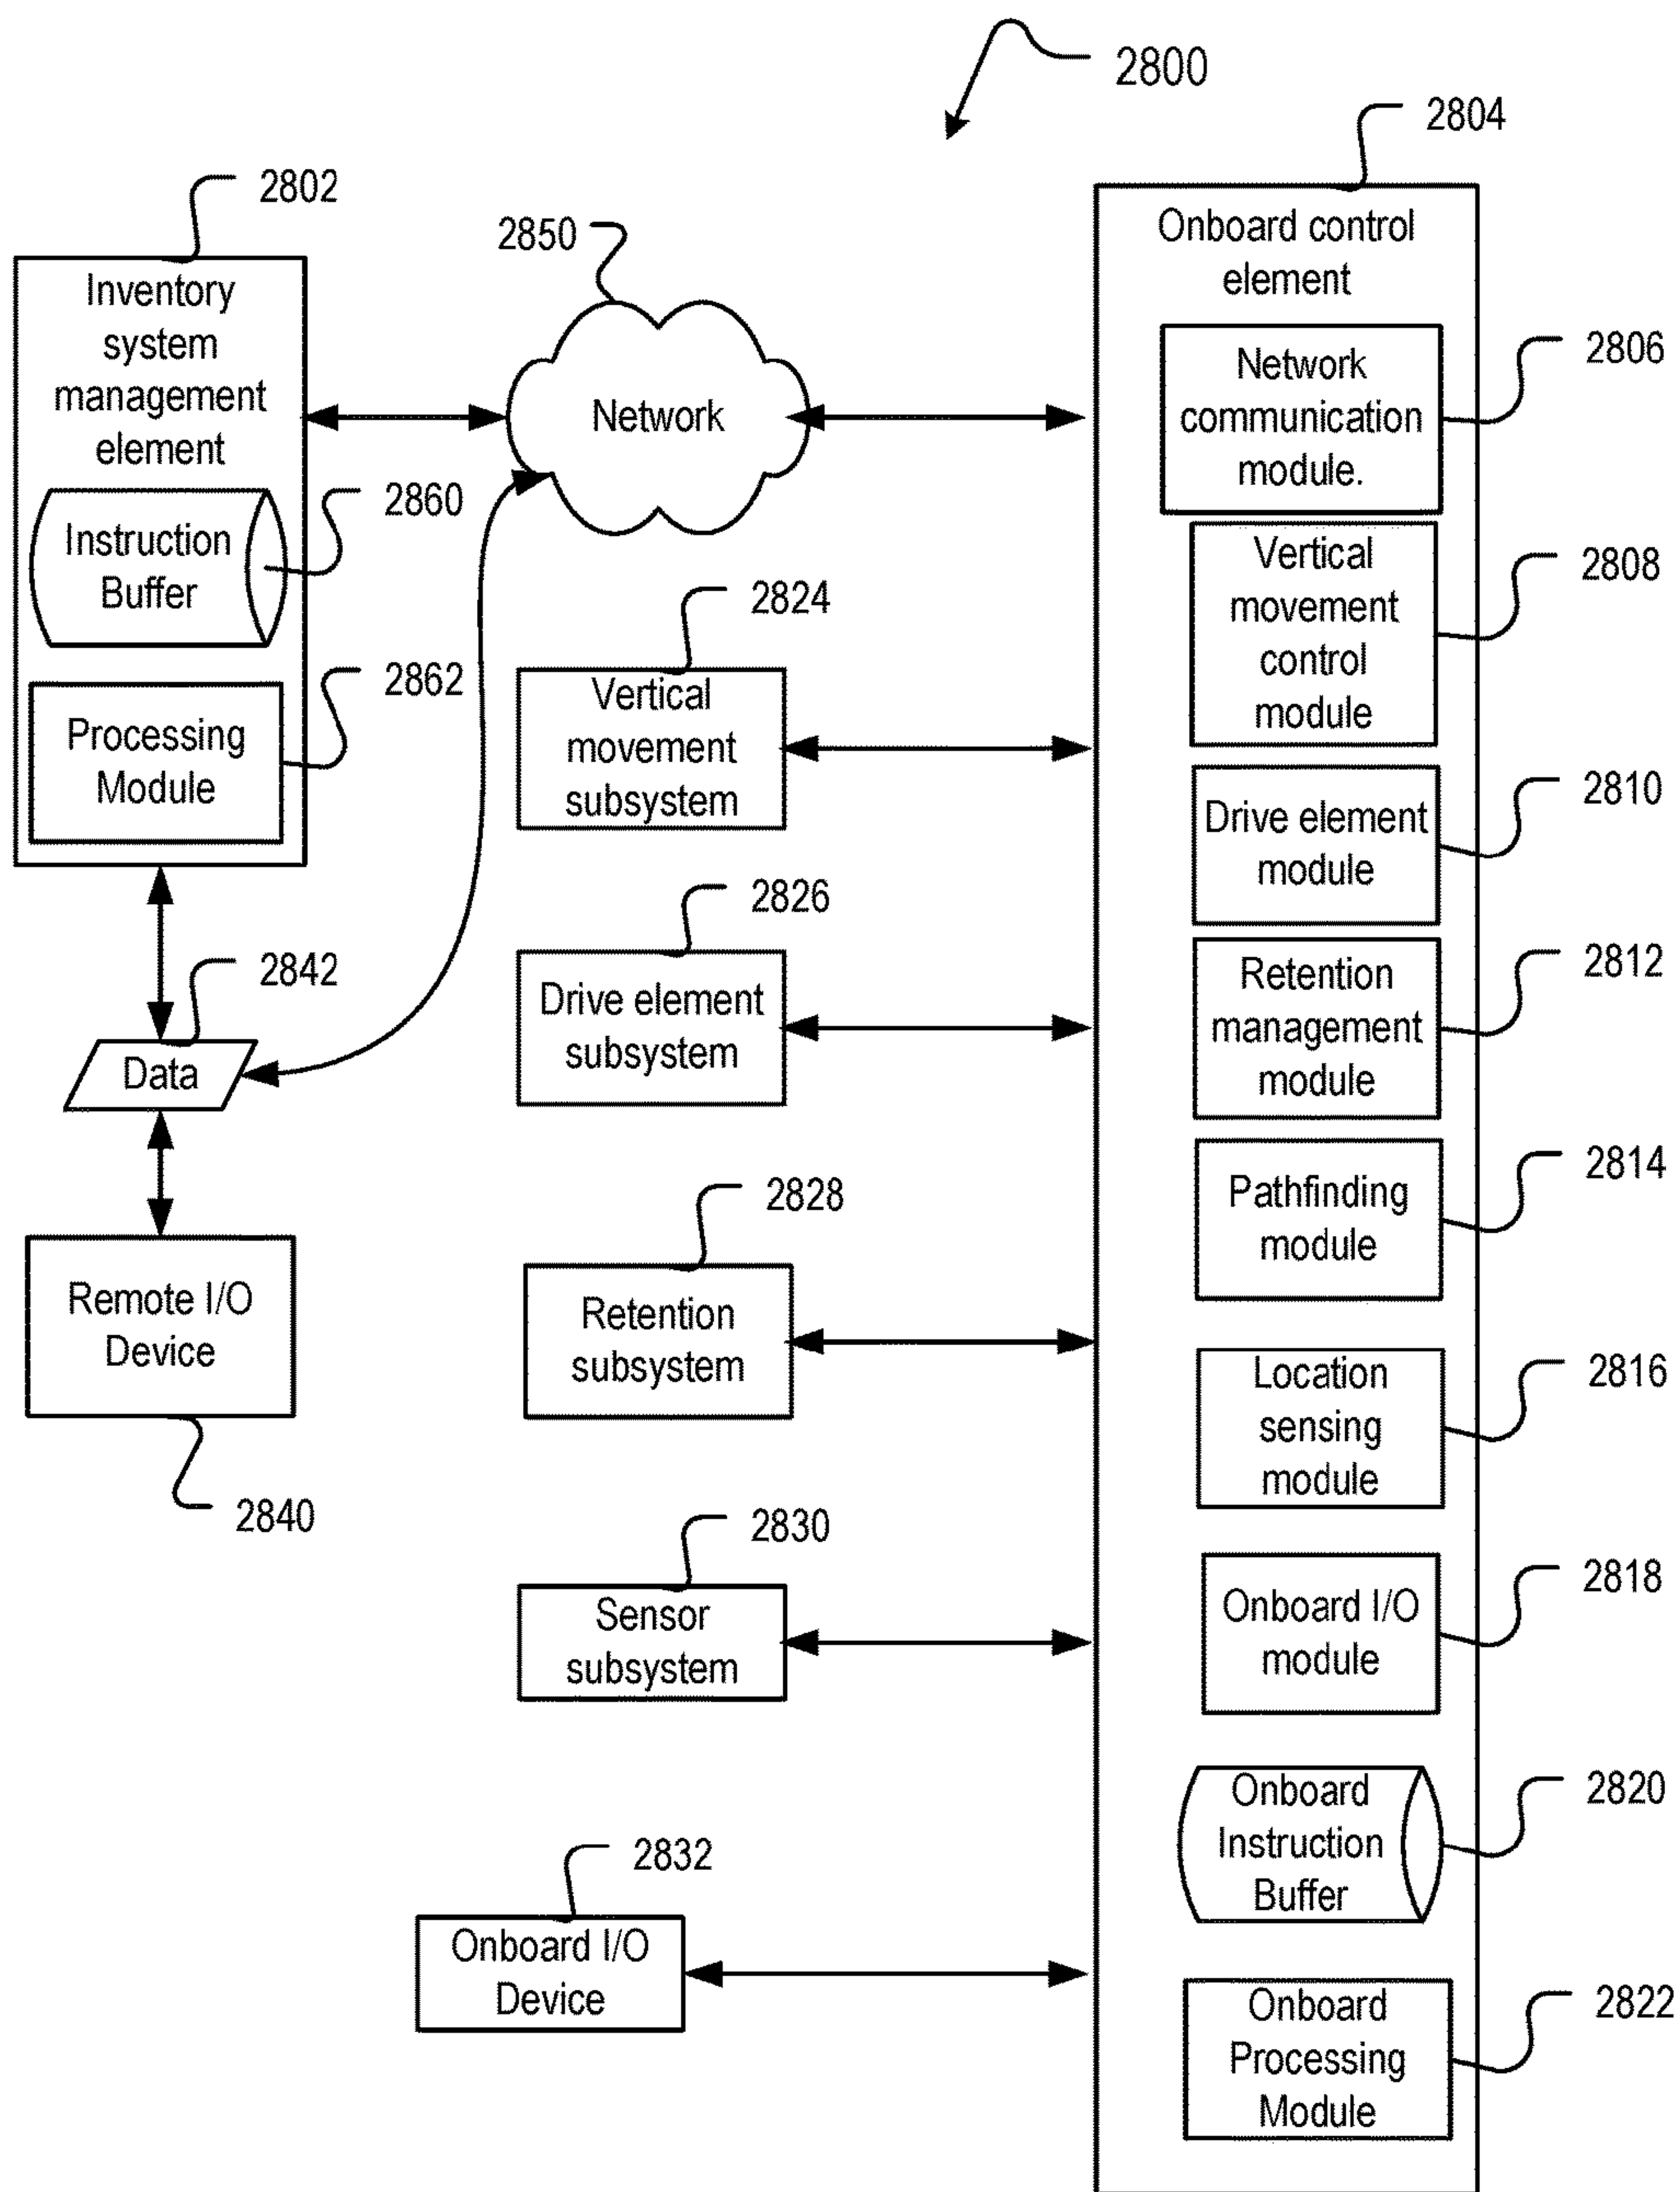 2800
2804
2802
Inventory
system
management
element
Instruction
Buffer
2860
Processing
Module
2862
2842
Data
Remote I/O
Device
2840
2850
Network
2824
Vertical
movement
subsystem
2826
Drive element
subsystem
2828
Retention
subsystem
2830
Sensor
subsystem
2832
Onboard I/O
Device
Onboard control
element
Network
communication
module.
2806
Vertical
movement
control
module
2808
Drive element
module
2810
Retention
management
module
2812
Pathfinding
module
2814
Location
sensing
module
2816
Onboard I/O
module
2818
Onboard
Instruction
Buffer
2820
Onboard
Processing
Module
2822